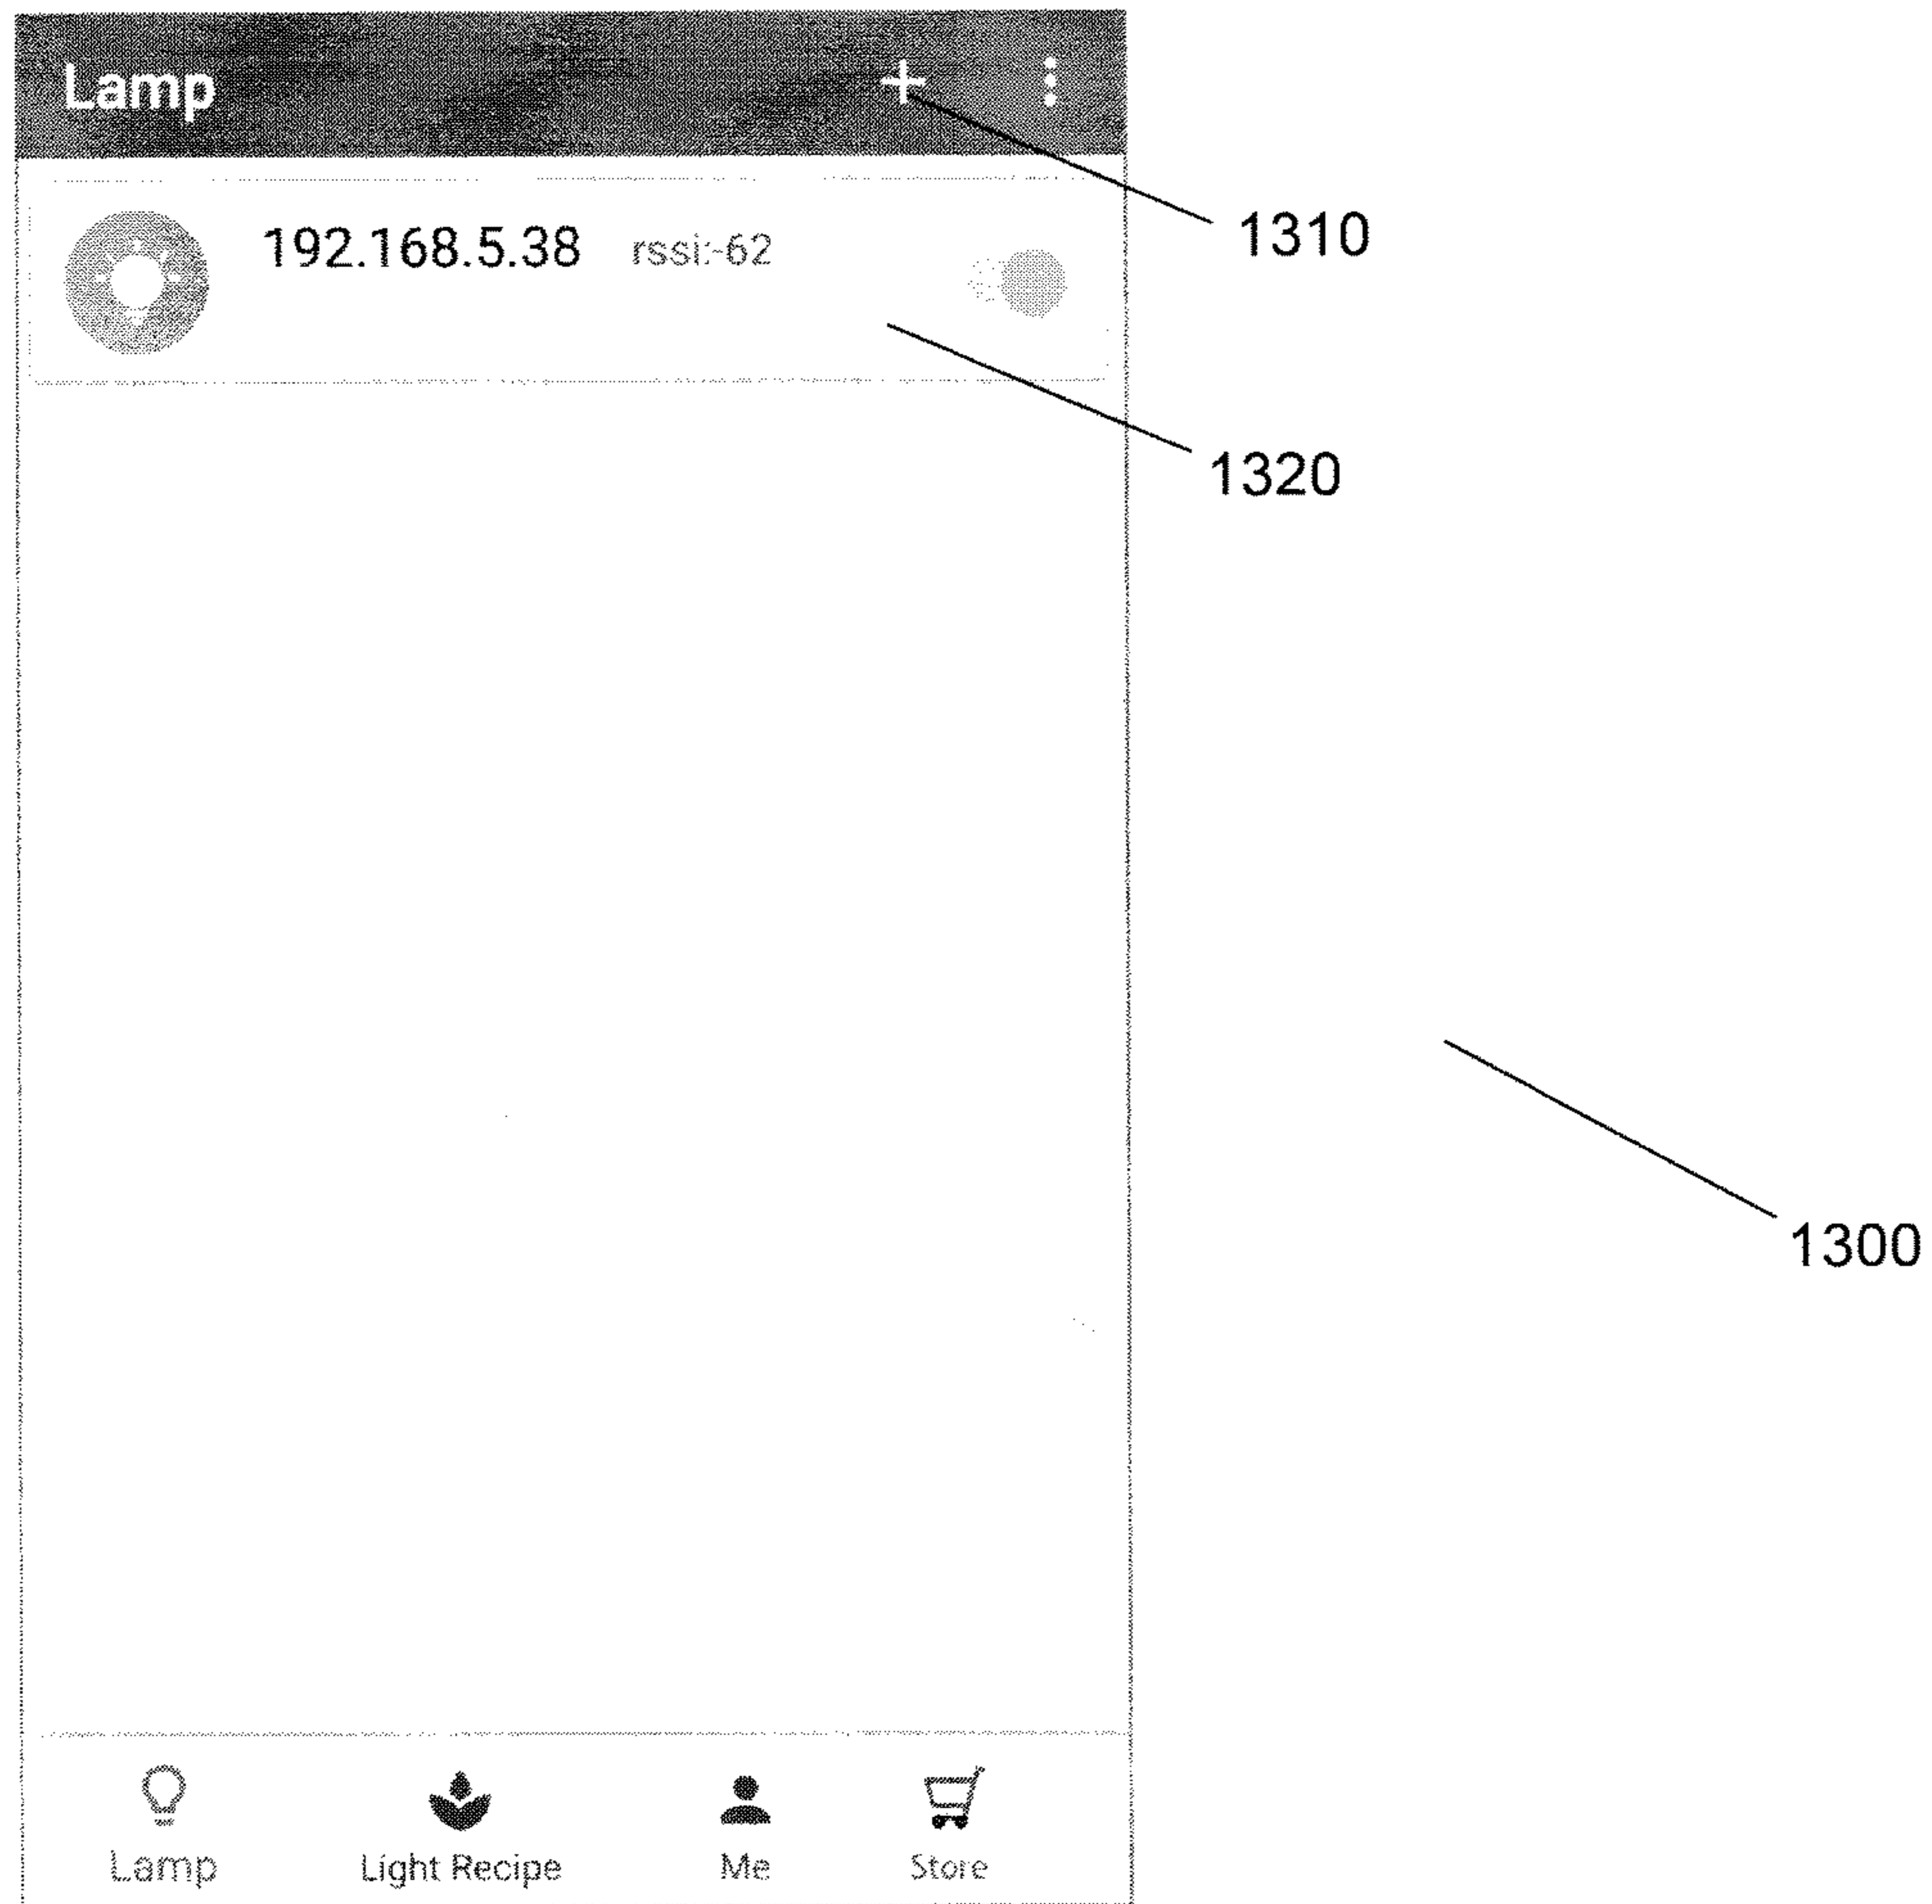 Lamp +
1310
192.168.5.38 rssi:-62
1320
1300
Lamp Light Recipe Me Store